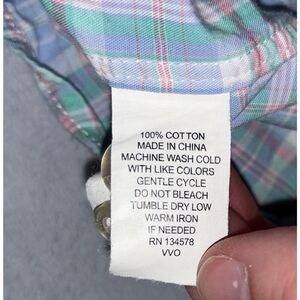 100% COTTON
MADE IN CHINA
MACHINE WASH COLD
WITH LIKE COLORS
GENTLE CYCLE
DO NOT BLEACH
TUMBLE DRY LOW
WARM IRON
IF NEEDED
RN 134578
VVO